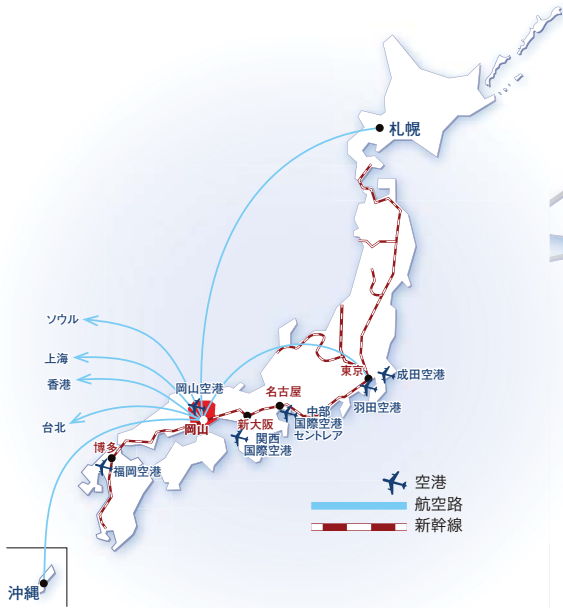 札幌
ソウル
上海
香港
台北
岡山空港
岡山
博多
福岡空港
新大阪
関西
国際空港
名古屋
中部
国際空港
セントレア
東京
成田空港
羽田空港
沖縄
空港
航空路
新幹線